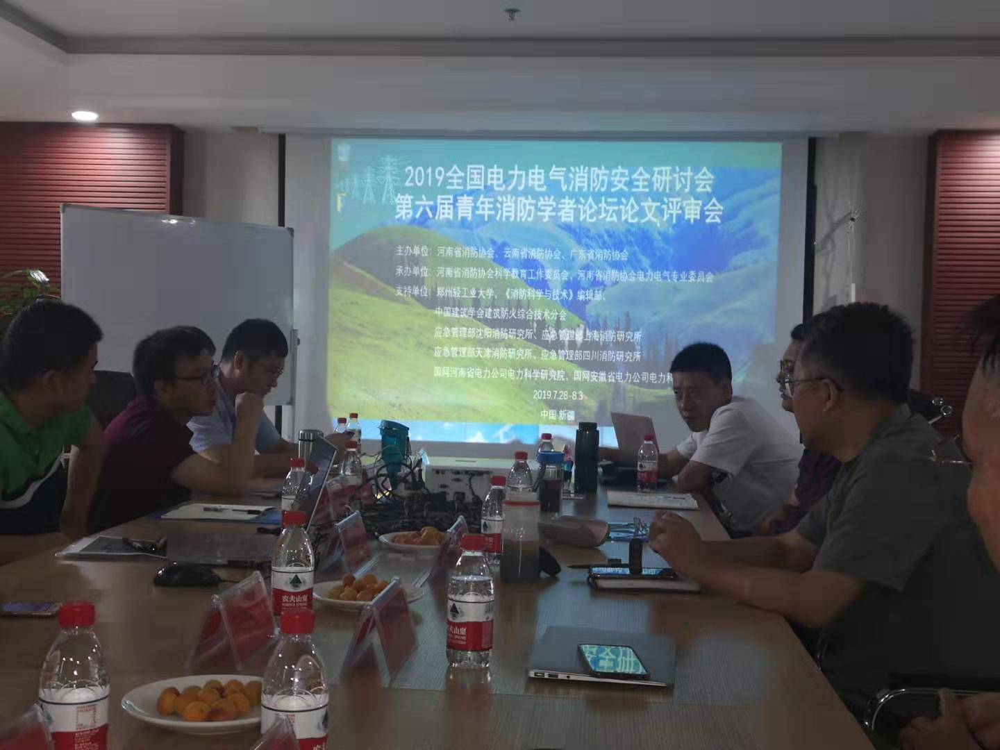 2019全国电力电气消防安全研讨会
第六届青年消防学者论坛论文评审会
主办单位：河南省消防协会、云南省消防协会、广东省消防协会
承办单位：河南省消防协会科学教育工作委员会、河南省消防协会电力电气专业委员会
支持单位：郑州轻工业大学、《消防科学与技术》编辑部、
中国建筑学会建筑防火综合技术分会
应急管理部沈阳消防研究所、应急管理部上海消防研究所
应急管理部天津消防研究所、应急管理部四川消防研究所
国网河南省电力公司电力科学研究院、国网安徽省电力公司电力科
2019.7.28-8.3
中国·新疆
农夫山泉
农夫山泉
安全研